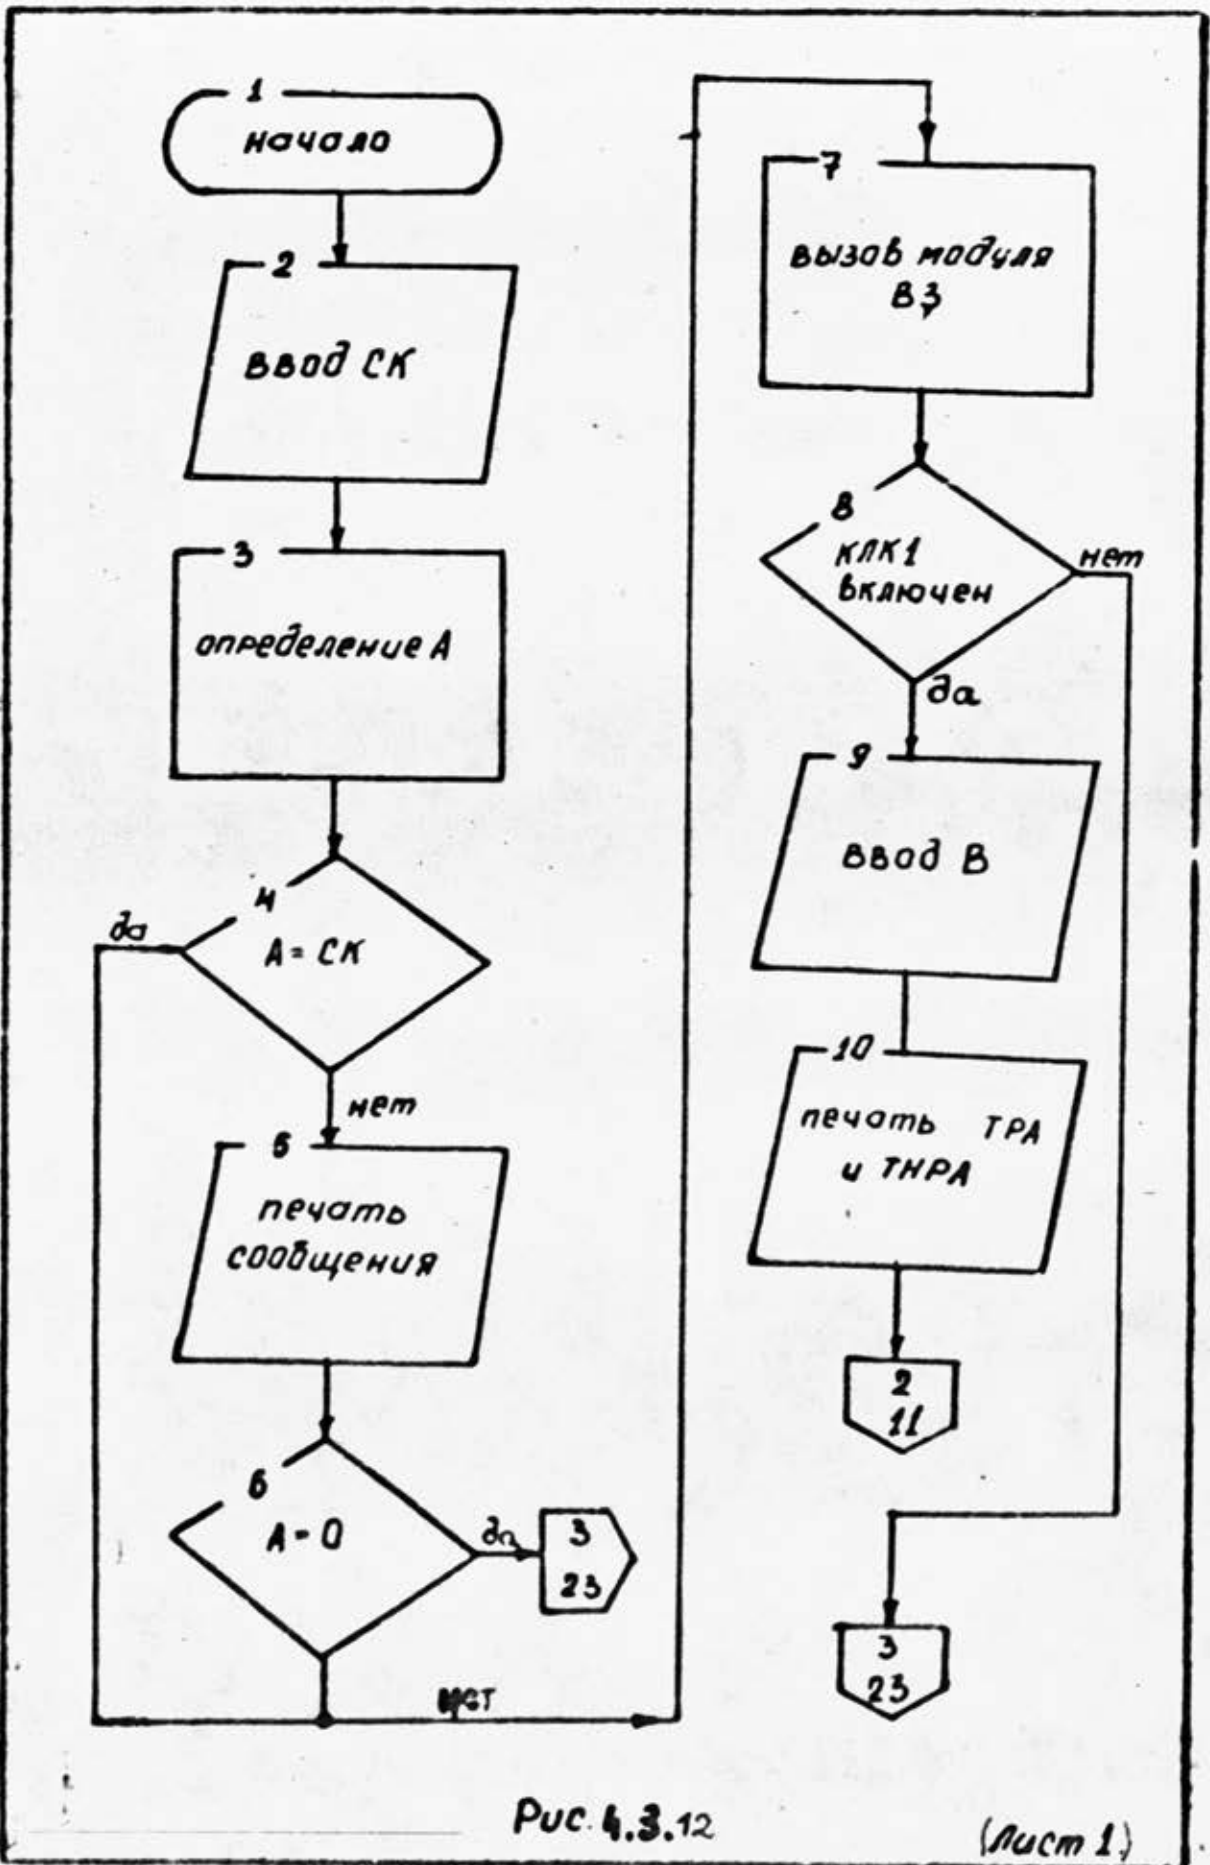 1
начало
2
ввод СК
3
определение А
4
да
А = СК
нет
5
печать
сообщения
6
А = 0
да
3
23
нет
7
вызов модуля
В3
8
КЛК1
включен
нет
да
9
ввод В
10
печать ТРА
и ТНРА
2
11
3
23
Рис. 4.3.12
(Лист 1)